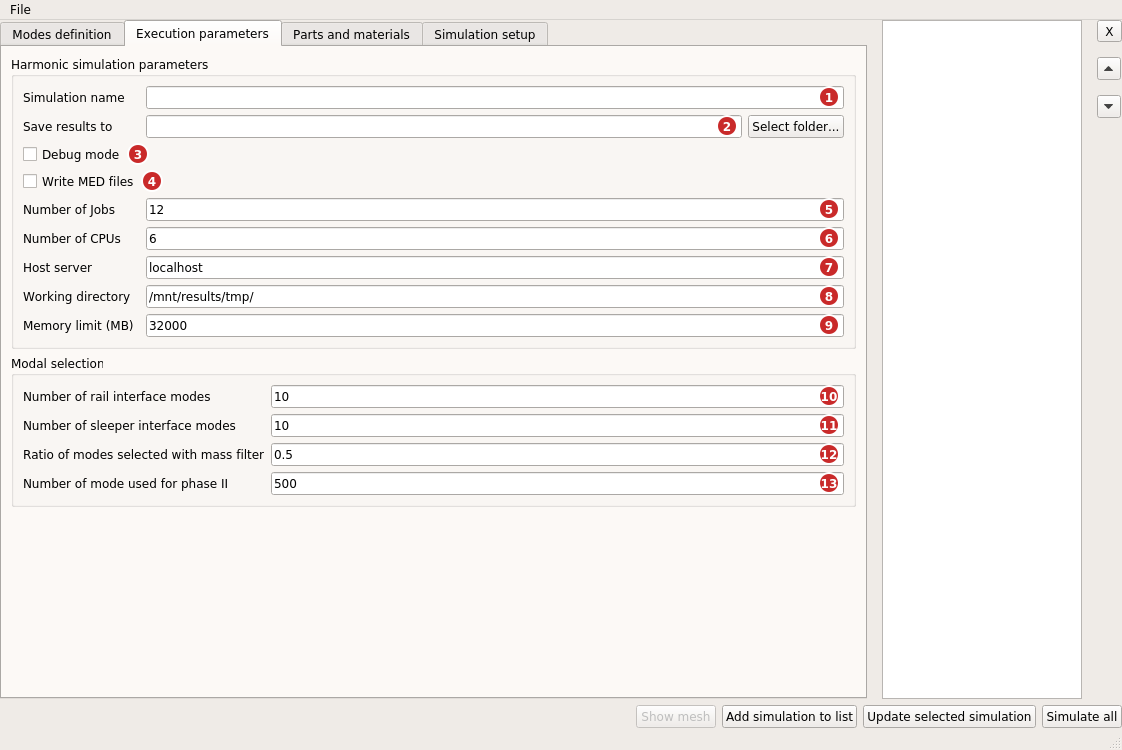 File
Modes definition Execution parameters Parts and materials Simulation setup X
Harmonic simulation parameters
Simulation name 1
Save results to 2 Select folder...
Debug mode 3
Write MED files 4
Number of Jobs 12 5
Number of CPUs 6 6
Host server localhost 7
Working directory /mnt/results/tmp/ 8
Memory limit (MB) 32000 9
Modal selection
Number of rail interface modes 10 10
Number of sleeper interface modes 10 11
Ratio of modes selected with mass filter 0.5 12
Number of mode used for phase II 500 13
Show mesh Add simulation to list Update selected simulation Simulate all